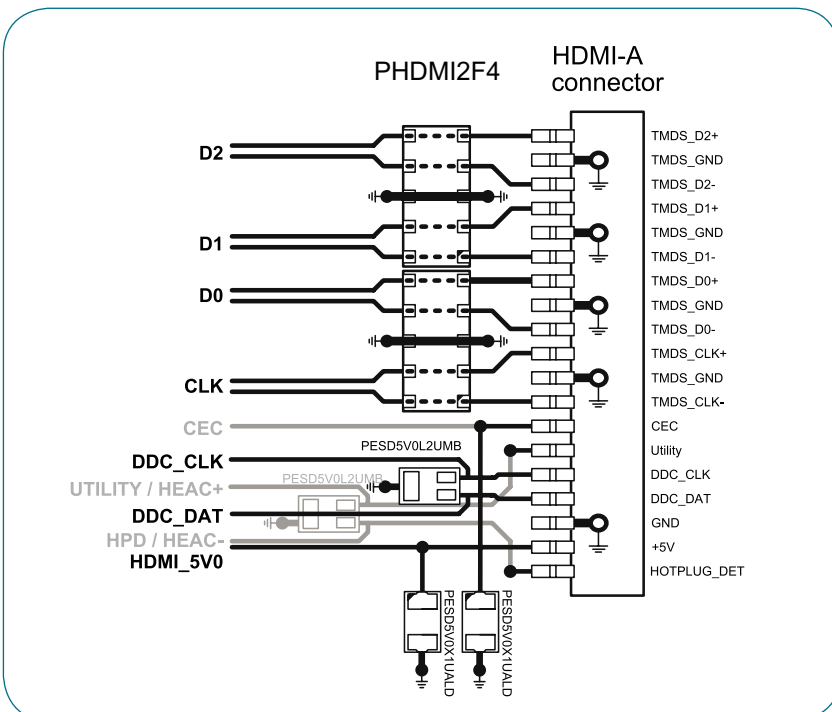 PHDMI2F4
HDMI-A
connector
D2
D1
D0
CLK
CEC
DDC_CLK
UTILITY / HEAC+
DDC_DAT
HPD / HEAC-
HDMI_5V0
PESD5V0L2UMB
PESD5V0L2UMB
PESD5V0X1UALD
PESD5V0X1UALD
TMDS_D2+
TMDS_GND
TMDS_D2-
TMDS_D1+
TMDS_GND
TMDS_D1-
TMDS_D0+
TMDS_GND
TMDS_D0-
TMDS_CLK+
TMDS_GND
TMDS_CLK-
CEC
Utility
DDC_CLK
DDC_DAT
GND
+5V
HOTPLUG_DET